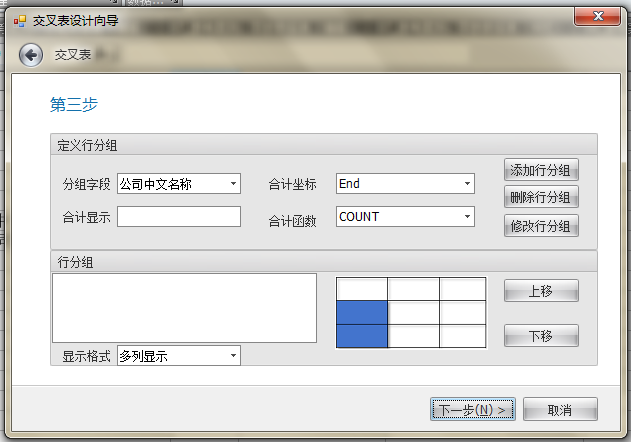 交叉表设计向导
交叉表
第三步
定义行分组
分组字段 公司中文名称 合计坐标 End 添加行分组
删除行分组
合计显示 合计函数 COUNT 修改行分组
行分组
上移
下移
显示格式 多列显示
下一步(N) > 取消